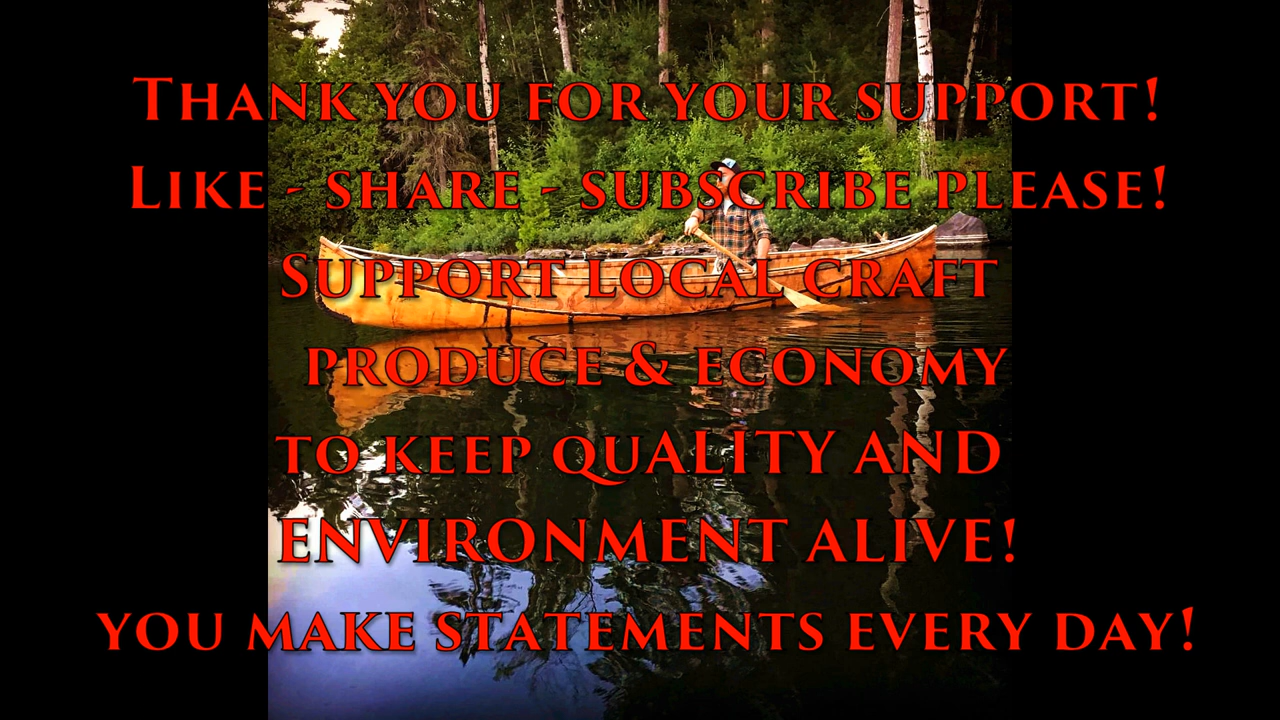 Thank you for your support!
Like - share - subscribe please!
Support local craft
produce & economy
to keep quALITY AND
ENVIRONMENT ALIVE!
you make statements every day!